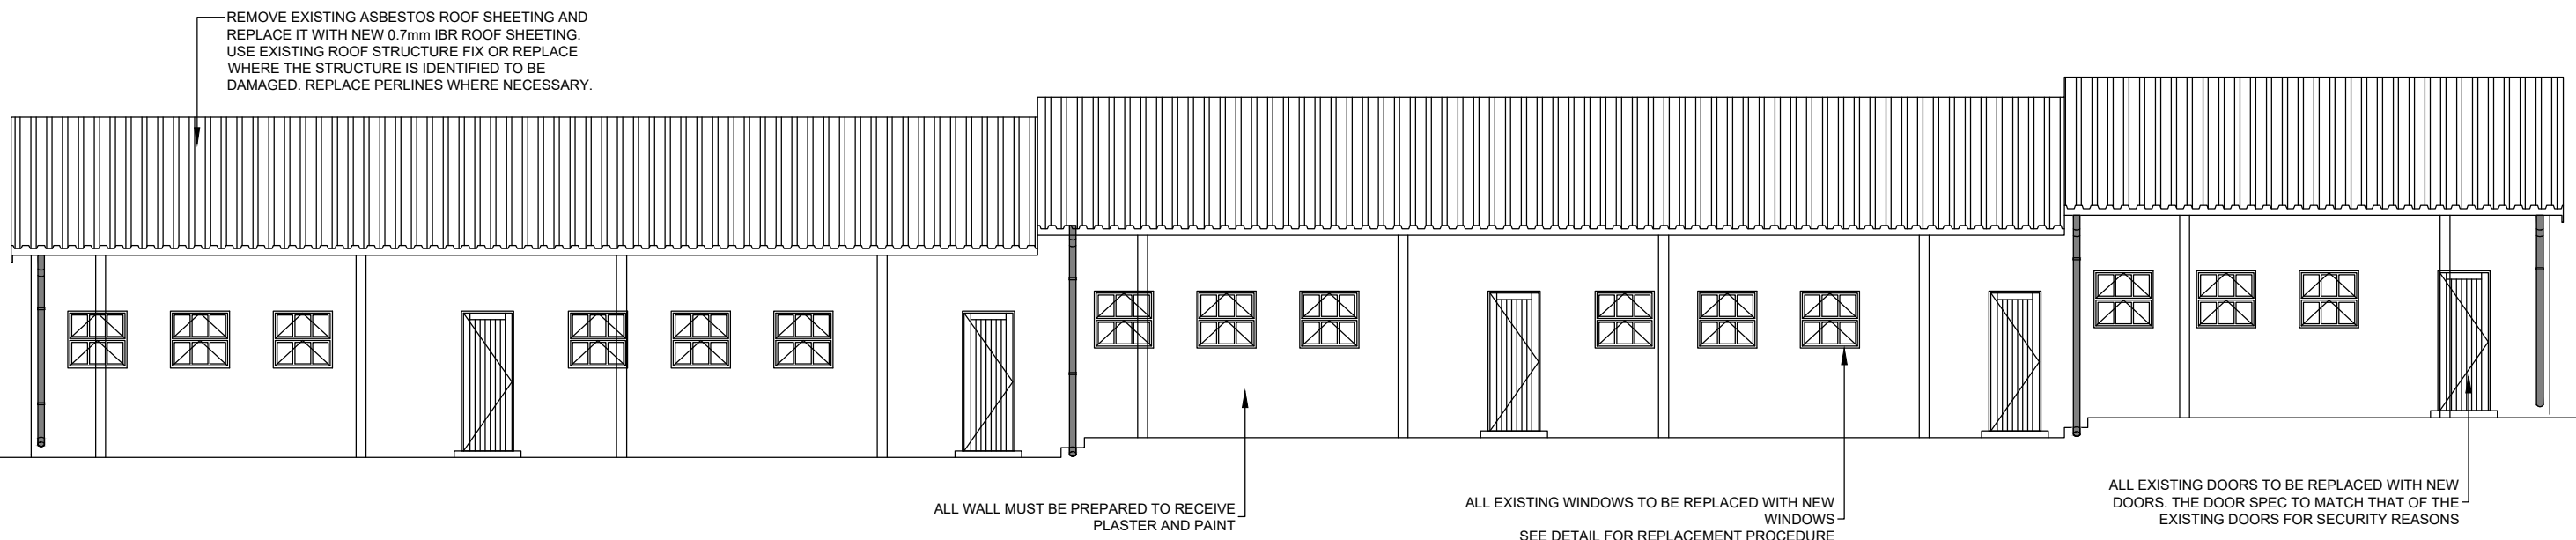 REMOVE EXISTING ASBESTOS ROOF SHEETING AND
REPLACE IT WITH NEW 0.7mm IBR ROOF SHEETING.
USE EXISTING ROOF STRUCTURE FIX OR REPLACE
WHERE THE STRUCTURE IS IDENTIFIED TO BE
DAMAGED. REPLACE PERLINES WHERE NECESSARY.
ALL WALL MUST BE PREPARED TO RECEIVE
PLASTER AND PAINT
ALL EXISTING WINDOWS TO BE REPLACED WITH NEW
WINDOWS
SEE DETAIL FOR REPLACEMENT PROCEDURE
ALL EXISTING DOORS TO BE REPLACED WITH NEW
DOORS. THE DOOR SPEC TO MATCH THAT OF THE
EXISTING DOORS FOR SECURITY REASONS